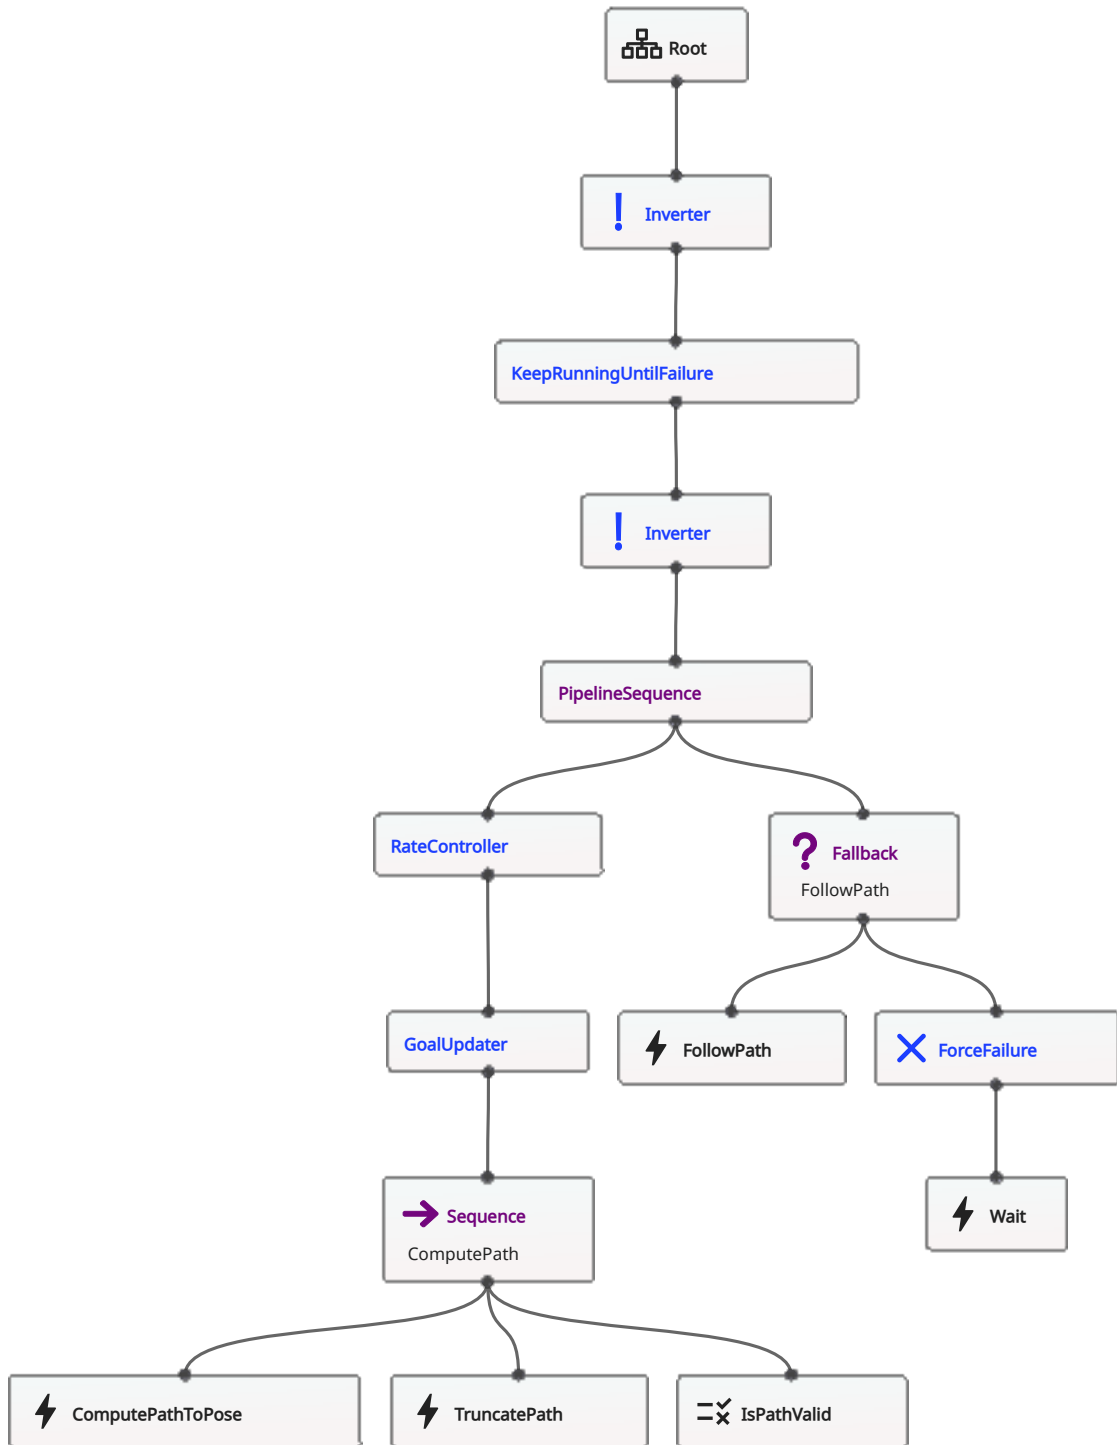 Root
Inverter
KeepRunningUntilFailure
Inverter
PipelineSequence
RateController
Fallback
FollowPath
GoalUpdater
FollowPath
ForceFailure
Sequence
ComputePath
Wait
ComputePathToPose
TruncatePath
IsPathValid